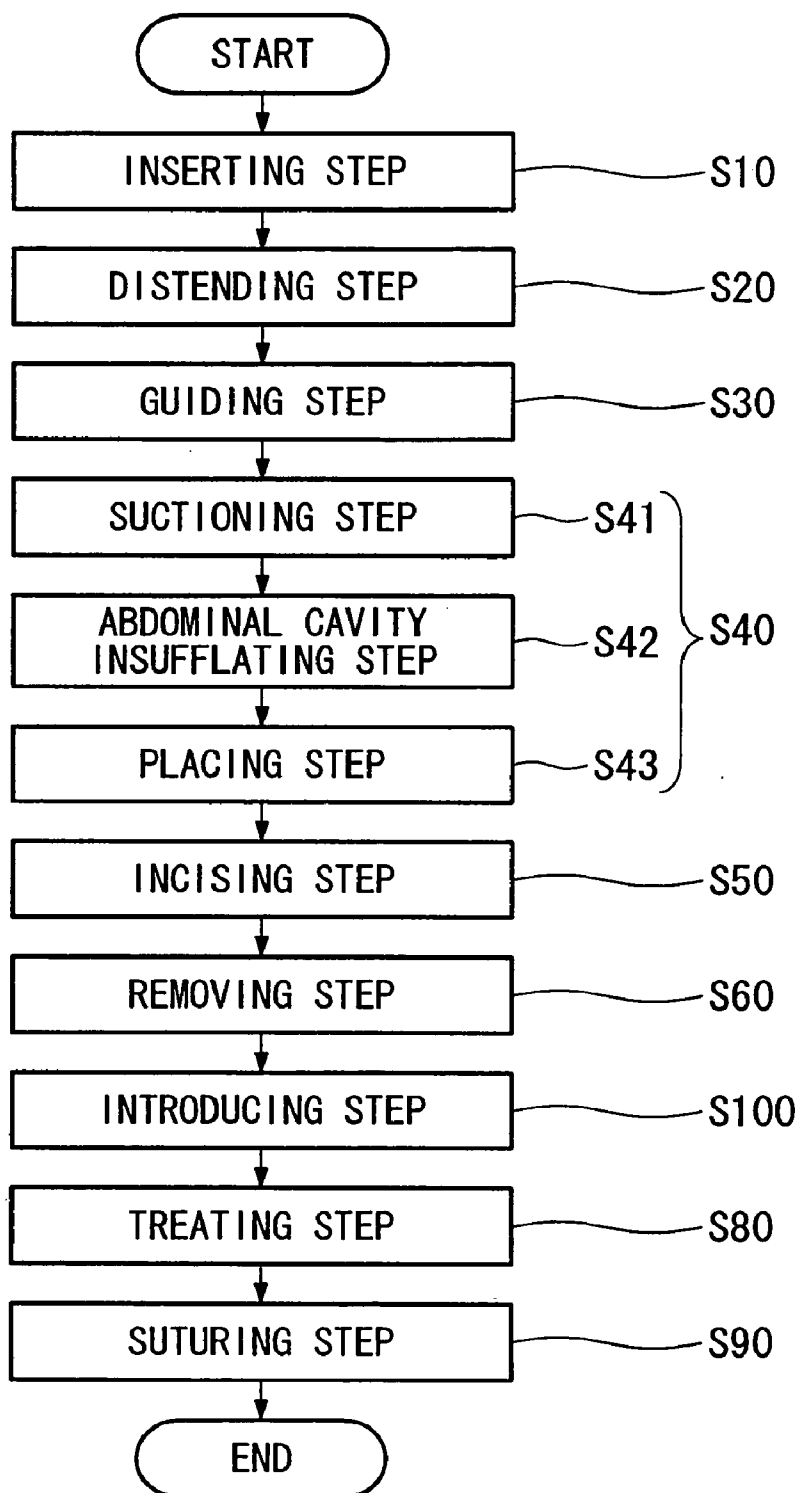 START
INSERTING STEP S10
DISTENDING STEP S20
GUIDING STEP S30
SUCTIONING STEP S41
ABDOMINAL CAVITY
INSUFFLATING STEP S42 S40
PLACING STEP S43
INCISING STEP S50
REMOVING STEP S60
INTRODUCING STEP S100
TREATING STEP S80
SUTURING STEP S90
END